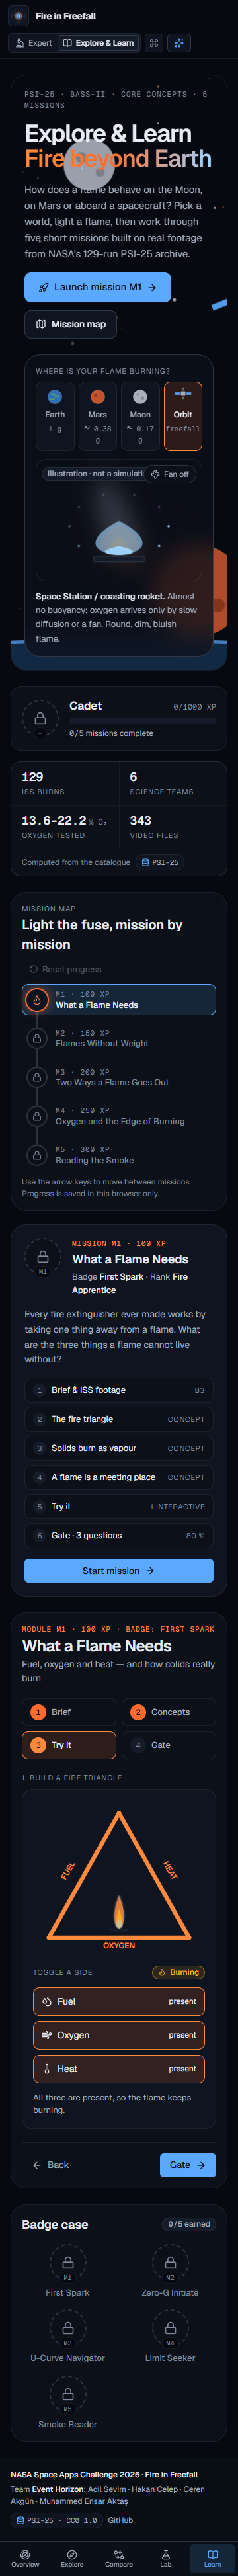 Fire in Freefall
Expert
Explore & Learn
PSI-25 · BASS-II · CORE CONCEPTS · 5
MISSIONS
Explore & Learn
Fire beyond Earth
How does a flame behave on the Moon,
on Mars or aboard a spacecraft? Pick a
world, light a flame, then work through
five short missions built on real footage
from NASA's 129-run PSI-25 archive.
Launch mission M1
Mission map
WHERE IS YOUR FLAME BURNING?
Earth
1 g
Mars
≈ 0.38
g
Moon
≈ 0.17
g
Orbit
freefall
Illustration · not a simulati
Fan off
Space Station / coasting rocket. Almost
no buoyancy: oxygen arrives only by slow
diffusion or a fan. Round, dim, bluish
flame.
Cadet
0/1000 XP
0/5 missions complete
129
ISS BURNS
6
SCIENCE TEAMS
13.6–22.2 % O₂
OXYGEN TESTED
343
VIDEO FILES
Computed from the catalogue
PSI-25
MISSION MAP
Light the fuse, mission by
mission
Reset progress
M1 · 100 XP
What a Flame Needs
M2 · 150 XP
Flames Without Weight
M3 · 200 XP
Two Ways a Flame Goes Out
M4 · 250 XP
Oxygen and the Edge of Burning
M5 · 300 XP
Reading the Smoke
Use the arrow keys to move between missions.
Progress is saved in this browser only.
M1
MISSION M1 · 100 XP
What a Flame Needs
Badge First Spark · Rank Fire
Apprentice
Every fire extinguisher ever made works by
taking one thing away from a flame. What
are the three things a flame cannot live
without?
1 Brief & ISS footage B3
2 The fire triangle CONCEPT
3 Solids burn as vapour CONCEPT
4 A flame is a meeting place CONCEPT
5 Try it 1 INTERACTIVE
6 Gate · 3 questions 80 %
Start mission
MODULE M1 · 100 XP · BADGE: FIRST SPARK
What a Flame Needs
Fuel, oxygen and heat — and how solids really
burn
1 Brief
2 Concepts
3 Try it
4 Gate
1. BUILD A FIRE TRIANGLE
FUEL
HEAT
OXYGEN
TOGGLE A SIDE
Burning
Fuel present
Oxygen present
Heat present
All three are present, so the flame keeps
burning.
Back
Gate
Badge case
0/5 earned
M1
First Spark
M2
Zero-G Initiate
M3
U-Curve Navigator
M4
Limit Seeker
M5
Smoke Reader
NASA Space Apps Challenge 2026 · Fire in Freefall ·
Team Event Horizon: Adil Sevim · Hakan Celep · Ceren
Akgün · Muhammed Ensar Aktaş
PSI-25 · CC0 1.0
GitHub
Overview
Explore
Compare
Lab
Learn